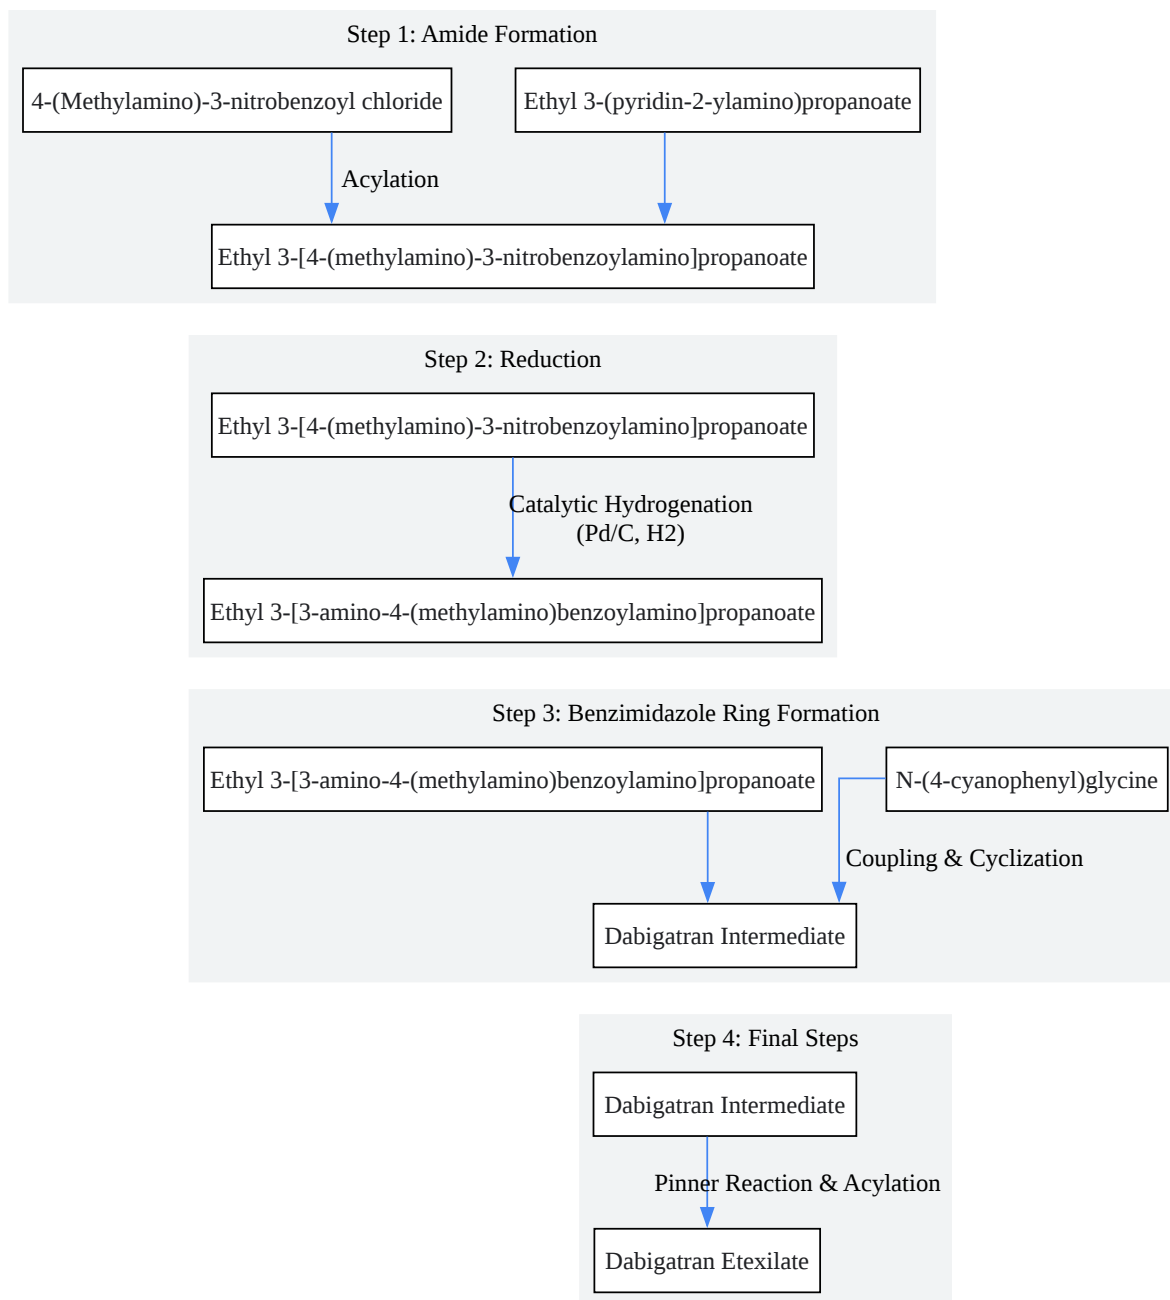 Step 1: Amide Formation
4-(Methylamino)-3-nitrobenzoyl chloride
Ethyl 3-(pyridin-2-ylamino)propanoate
Acylation
Ethyl 3-[4-(methylamino)-3-nitrobenzoylamino]propanoate
Step 2: Reduction
Ethyl 3-[4-(methylamino)-3-nitrobenzoylamino]propanoate
Catalytic Hydrogenation
(Pd/C, H2)
Ethyl 3-[3-amino-4-(methylamino)benzoylamino]propanoate
Step 3: Benzimidazole Ring Formation
Ethyl 3-[3-amino-4-(methylamino)benzoylamino]propanoate
N-(4-cyanophenyl)glycine
Coupling & Cyclization
Dabigatran Intermediate
Step 4: Final Steps
Dabigatran Intermediate
Pinner Reaction & Acylation
Dabigatran Etexilate